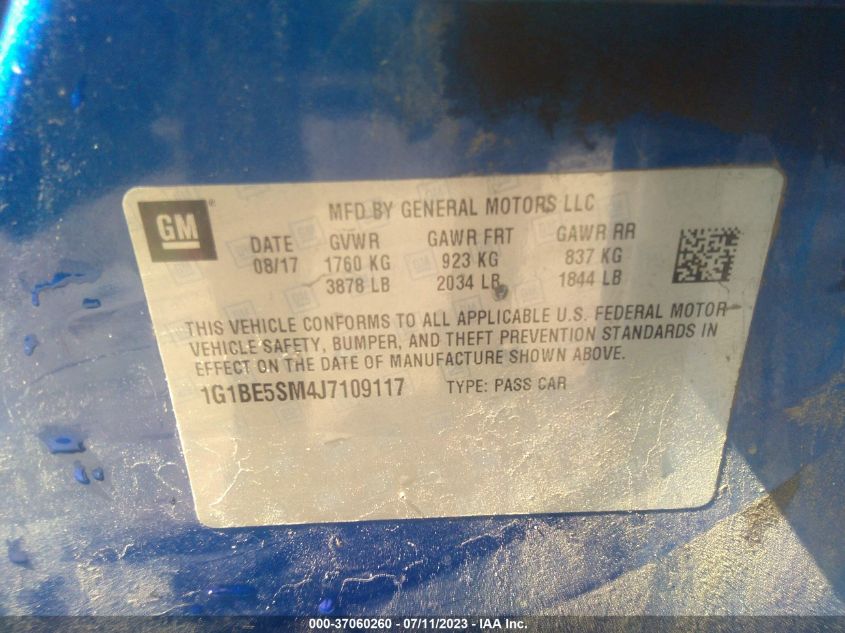 GM ®
MFD BY GENERAL MOTORS LLC
DATE GVWR GAWR FRT GAWR RR
08/17 1760 KG 923 KG 837 KG
3878 LB 2034 LB 1844 LB
THIS VEHICLE CONFORMS TO ALL APPLICABLE U.S. FEDERAL MOTOR
VEHICLE SAFETY, BUMPER, AND THEFT PREVENTION STANDARDS IN
EFFECT ON THE DATE OF MANUFACTURE SHOWN ABOVE.
1G1BE5SM4J7109117 TYPE: PASS CAR
000-37060260 - 07/11/2023 - IAA Inc.